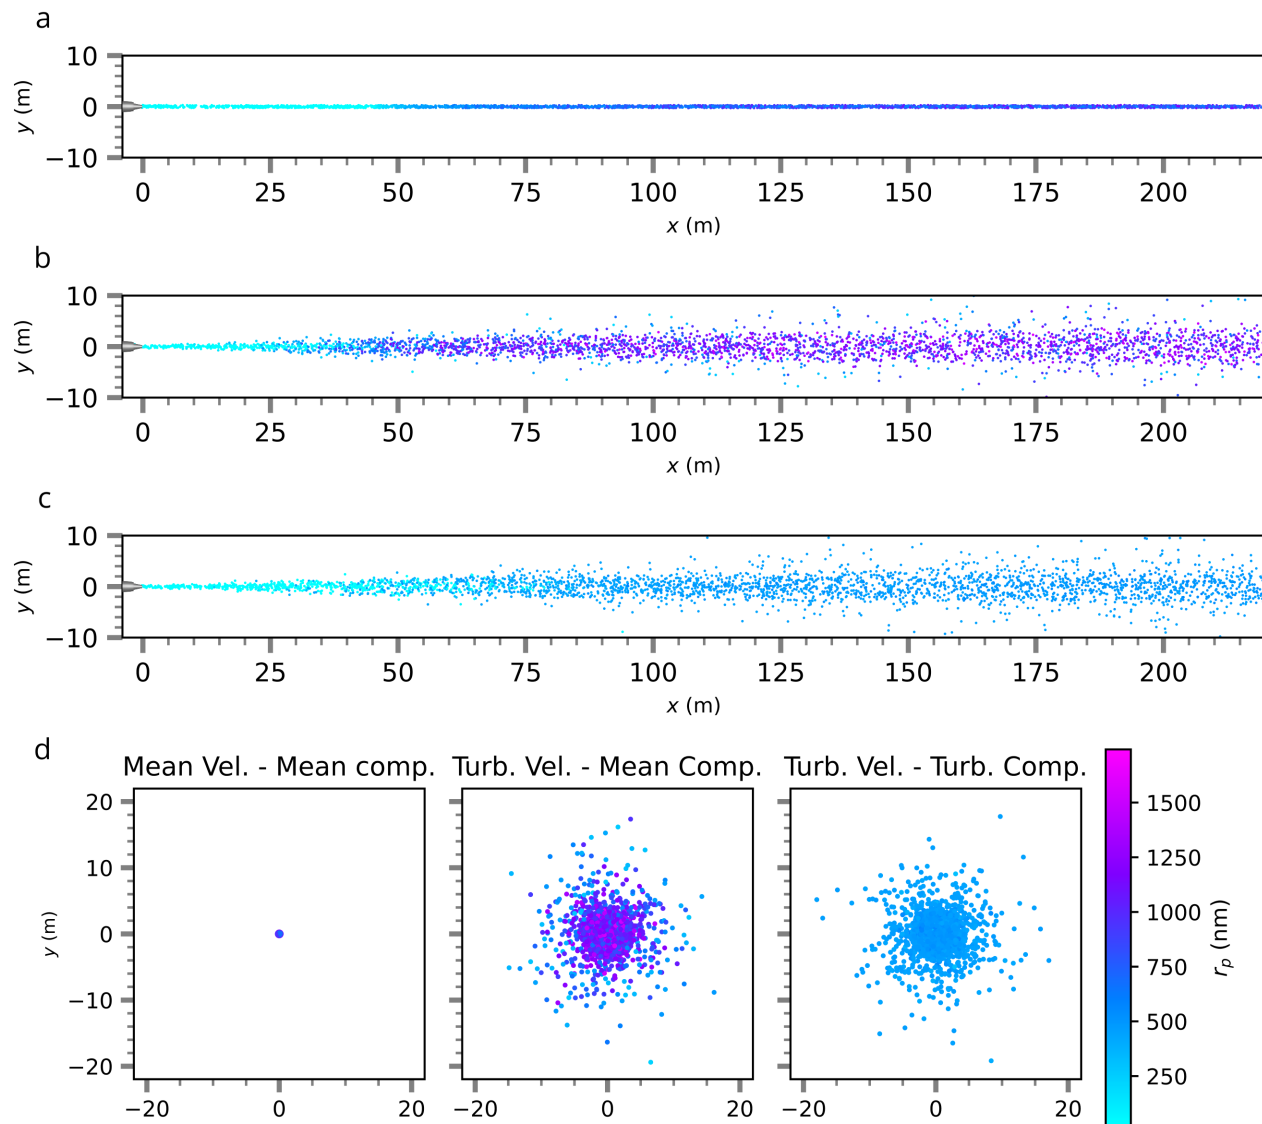 a
10
0
−10
y (m)
0 25 50 75 100 125 150 175 200
x (m)
b
10
0
−10
y (m)
0 25 50 75 100 125 150 175 200
x (m)
c
10
0
−10
y (m)
0 25 50 75 100 125 150 175 200
x (m)
d
Mean Vel. - Mean comp. Turb. Vel. - Mean Comp. Turb. Vel. - Turb. Comp.
20
10
0
−10
−20
y (m)
−20 0 20 −20 0 20 −20 0 20
1500
1250
1000
750
500
250
r_p (nm)